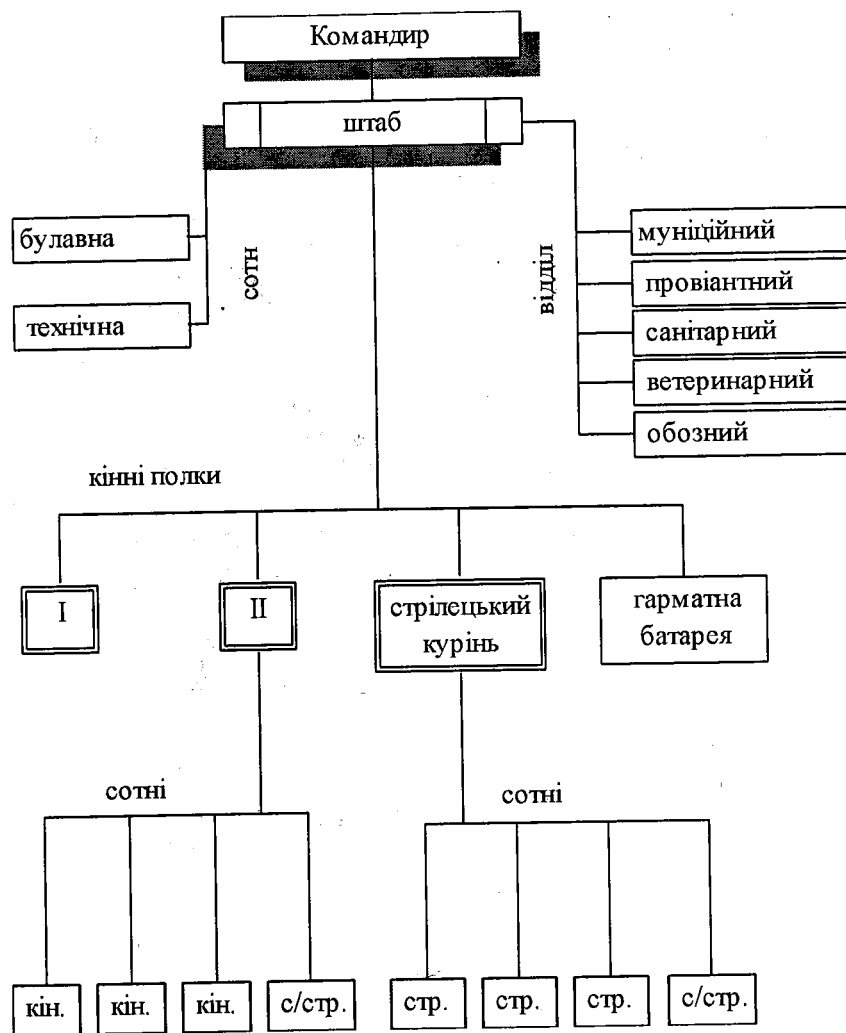 Командир
штаб
булавна
технічна
сотн
відділ
муніційний
провіантний
санітарний
ветеринарний
обозний
кінні полки
I
II
стрілецький
курінь
гарматна
батарея
сотні
сотні
кін.
кін.
кін.
с/стр.
стр.
стр.
стр.
с/стр.